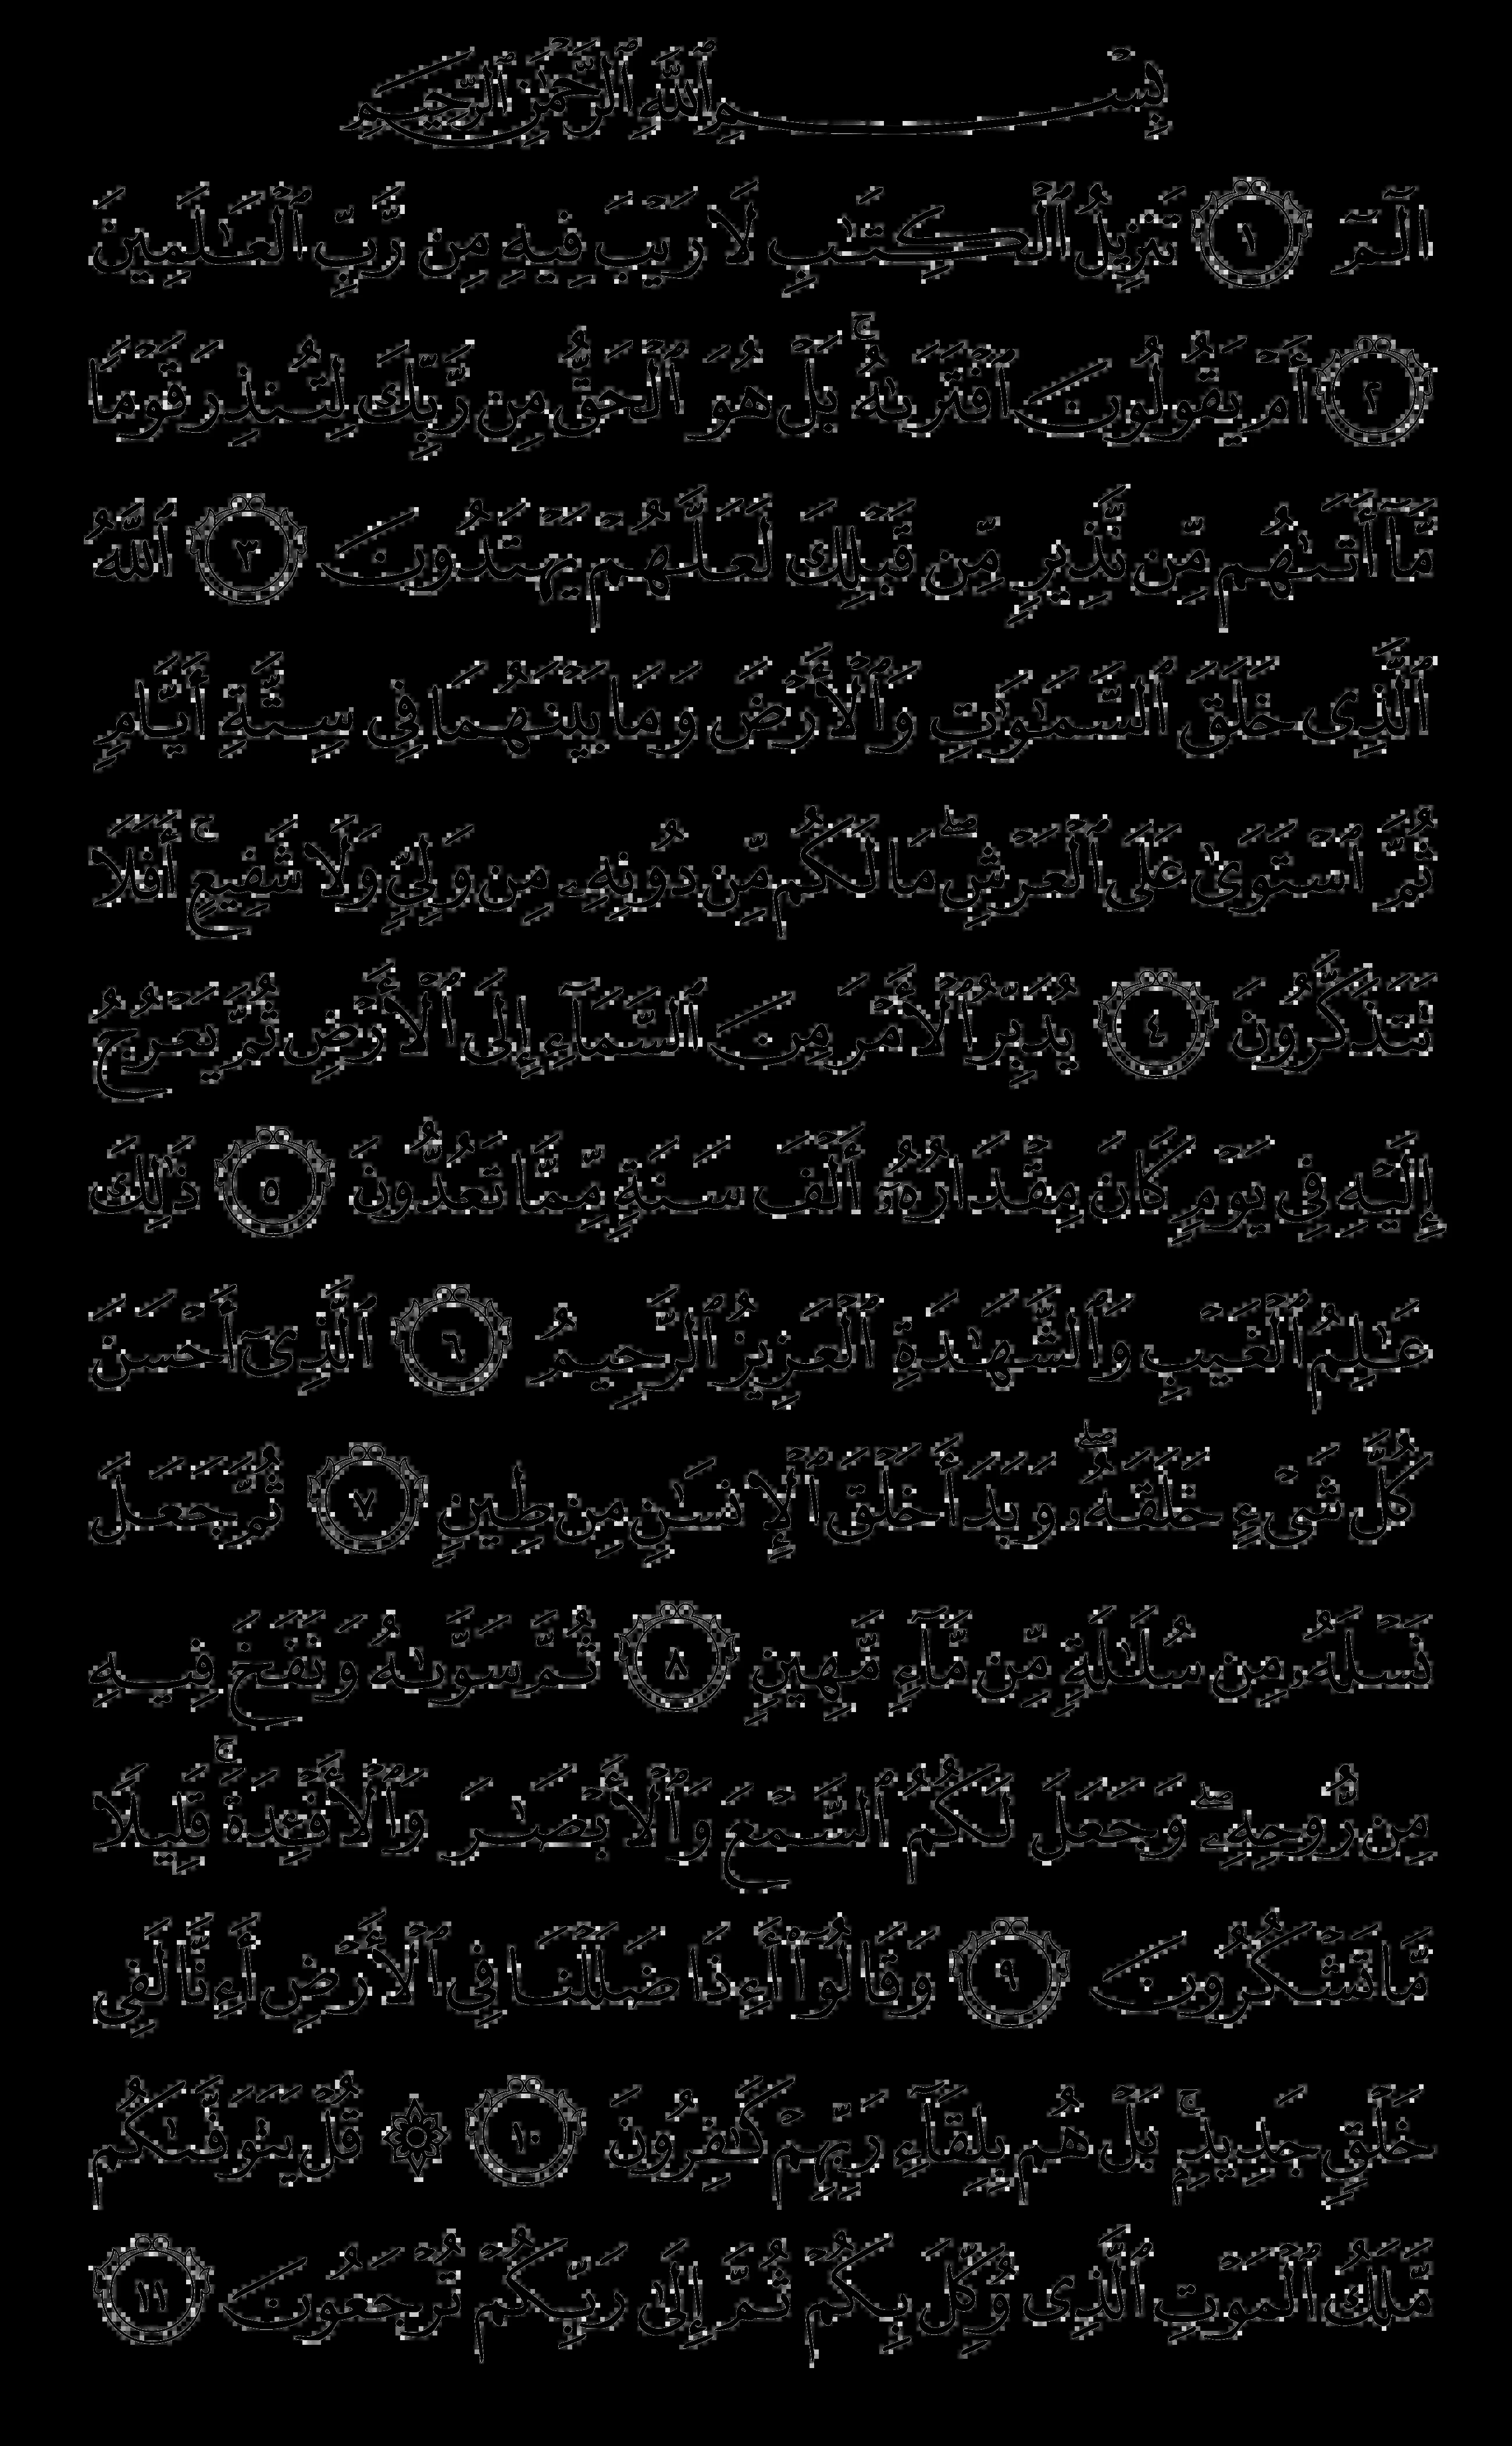 بِسْمِ ٱللَّهِ ٱلرَّحْمَٰنِ ٱلرَّحِيمِ
الٓمٓ ١ تَنزِيلُ ٱلْكِتَٰبِ لَا رَيْبَ فِيهِ مِن رَّبِّ ٱلْعَٰلَمِينَ
٢ أَمْ يَقُولُونَ ٱفْتَرَىٰهُ ۚ بَلْ هُوَ ٱلْحَقُّ مِن رَّبِّكَ لِتُنذِرَ قَوْمًا
مَّآ أَتَىٰهُم مِّن نَّذِيرٍ مِّن قَبْلِكَ لَعَلَّهُمْ يَهْتَدُونَ ٣ ٱللَّهُ
ٱلَّذِى خَلَقَ ٱلسَّمَٰوَٰتِ وَٱلْأَرْضَ وَمَا بَيْنَهُمَا فِى سِتَّةِ أَيَّامٍ
ثُمَّ ٱسْتَوَىٰ عَلَى ٱلْعَرْشِ ۖ مَا لَكُم مِّن دُونِهِۦ مِن وَلِىٍّ وَلَا شَفِيعٍ ۚ أَفَلَا
تَتَذَكَّرُونَ ٤ يُدَبِّرُ ٱلْأَمْرَ مِنَ ٱلسَّمَآءِ إِلَى ٱلْأَرْضِ ثُمَّ يَعْرُجُ
إِلَيْهِ فِى يَوْمٍ كَانَ مِقْدَارُهُۥٓ أَلْفَ سَنَةٍ مِّمَّا تَعُدُّونَ ٥ ذَٰلِكَ
عَٰلِمُ ٱلْغَيْبِ وَٱلشَّهَٰدَةِ ٱلْعَزِيزُ ٱلرَّحِيمُ ٦ ٱلَّذِىٓ أَحْسَنَ
كُلَّ شَىْءٍ خَلَقَهُۥ ۖ وَبَدَأَ خَلْقَ ٱلْإِنسَٰنِ مِن طِينٍ ٧ ثُمَّ جَعَلَ
نَسْلَهُۥ مِن سُلَٰلَةٍ مِّن مَّآءٍ مَّهِينٍ ٨ ثُمَّ سَوَّىٰهُ وَنَفَخَ فِيهِ
مِن رُّوحِهِۦ ۖ وَجَعَلَ لَكُمُ ٱلسَّمْعَ وَٱلْأَبْصَٰرَ وَٱلْأَفْـِٔدَةَ ۚ قَلِيلًا
مَّا تَشْكُرُونَ ٩ وَقَالُوٓا۟ أَءِذَا ضَلَلْنَا فِى ٱلْأَرْضِ أَءِنَّا لَفِى
خَلْقٍ جَدِيدٍۭ ۚ بَلْ هُم بِلِقَآءِ رَبِّهِمْ كَٰفِرُونَ ١٠ ۞ قُلْ يَتَوَفَّىٰكُم
مَّلَكُ ٱلْمَوْتِ ٱلَّذِى وُكِّلَ بِكُمْ ثُمَّ إِلَىٰ رَبِّكُمْ تُرْجَعُونَ ١١